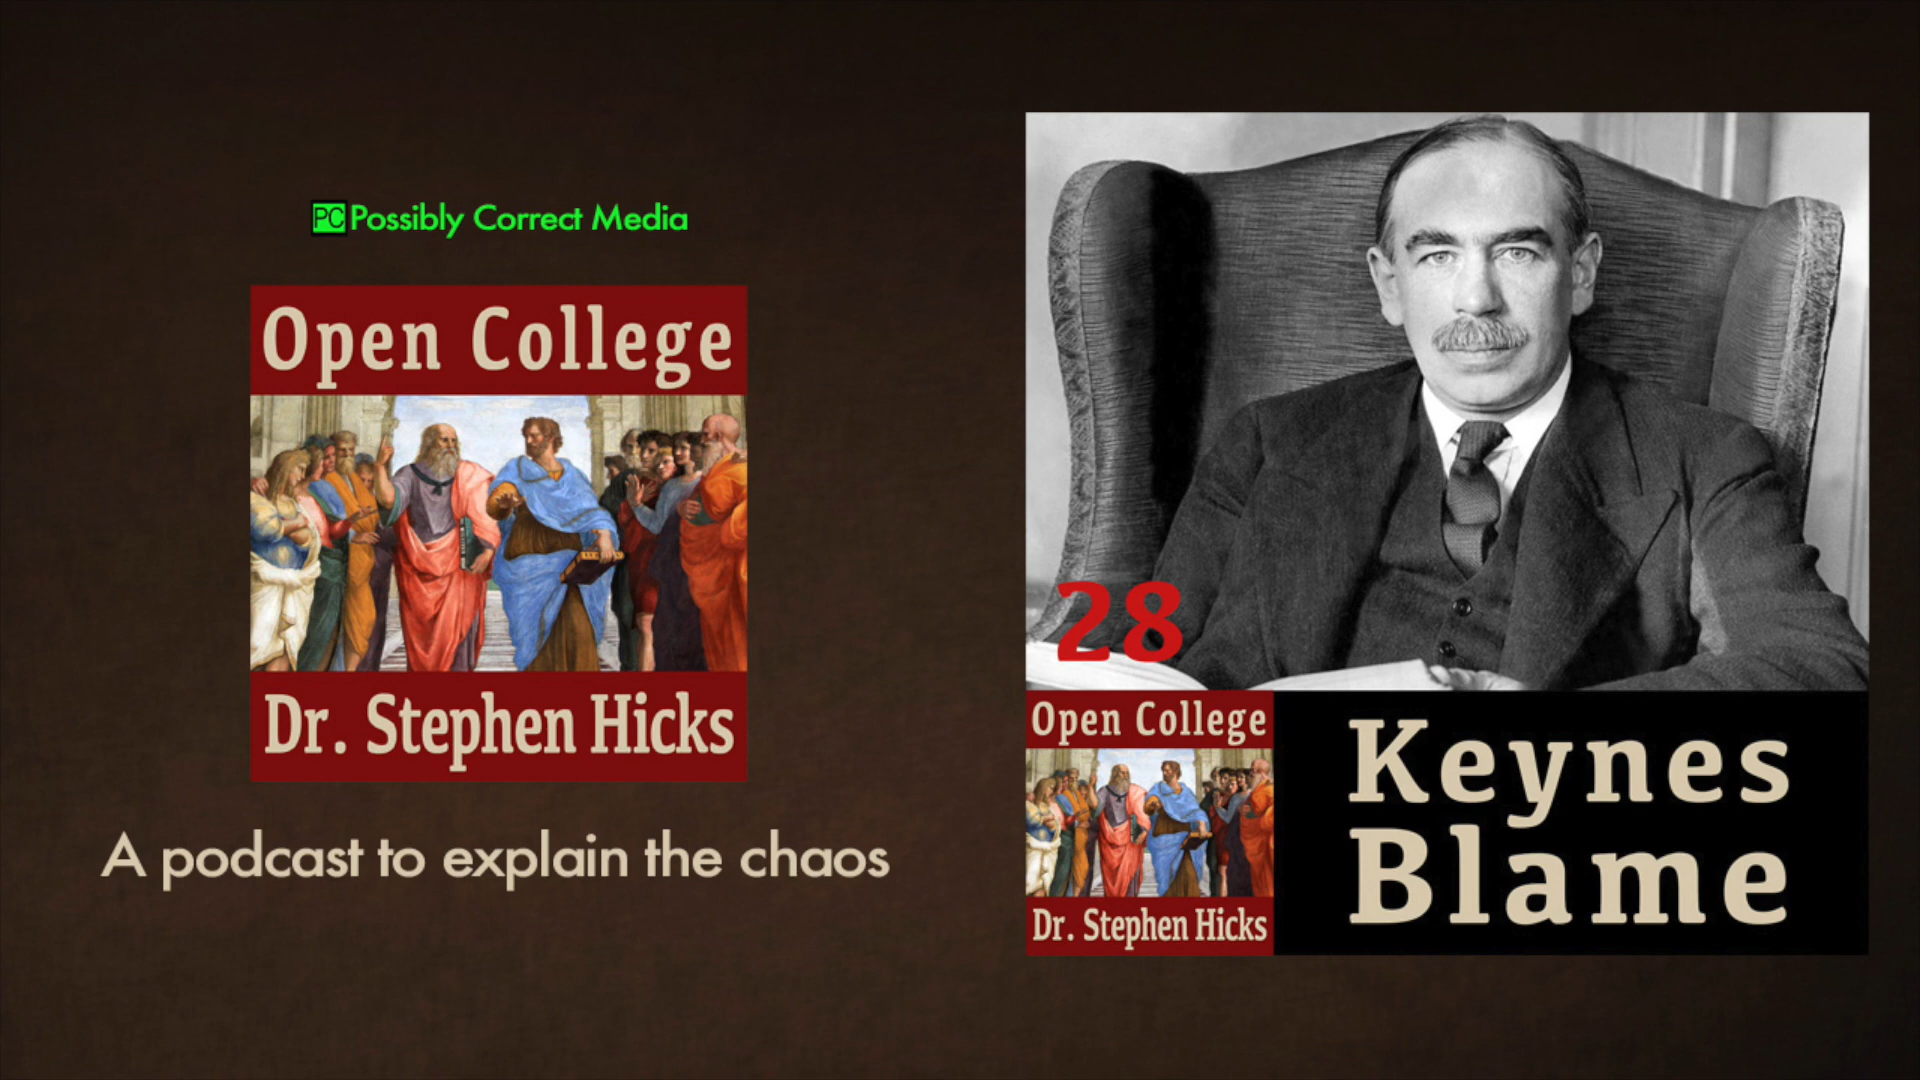 PC Possibly Correct Media
Open College
Dr. Stephen Hicks
A podcast to explain the chaos
28
Open College
Dr. Stephen Hicks
Keynes
Blame